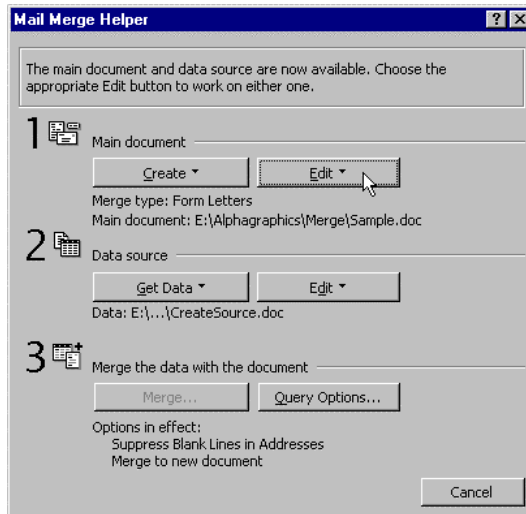 Mail Merge Helper
The main document and data source are now available. Choose the
appropriate Edit button to work on either one.
1 Main document
Create Edit
Merge type: Form Letters
Main document: E:\Alphagraphics\Merge\Sample.doc
2 Data source
Get Data Edit
Data: E:\...\CreateSource.doc
3 Merge the data with the document
Merge... Query Options...
Options in effect:
Suppress Blank Lines in Addresses
Merge to new document
Cancel